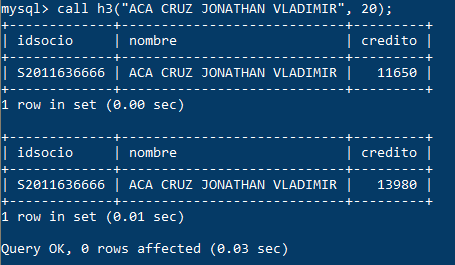 mysql> call h3("ACA CRUZ JONATHAN VLADIMIR", 20);
+-------------+----------------------------+---------+
| idsocio     | nombre                     | credito |
+-------------+----------------------------+---------+
| S2011636666 | ACA CRUZ JONATHAN VLADIMIR |   11650 |
+-------------+----------------------------+---------+
1 row in set (0.00 sec)

+-------------+----------------------------+---------+
| idsocio     | nombre                     | credito |
+-------------+----------------------------+---------+
| S2011636666 | ACA CRUZ JONATHAN VLADIMIR |   13980 |
+-------------+----------------------------+---------+
1 row in set (0.01 sec)

Query OK, 0 rows affected (0.03 sec)